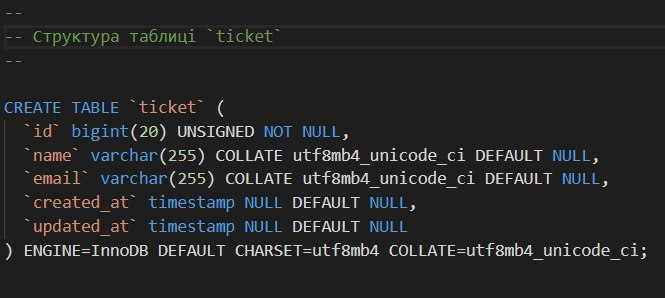 --
-- Структура таблиці `ticket`
--
CREATE TABLE `ticket` (
`id` bigint(20) UNSIGNED NOT NULL,
`name` varchar(255) COLLATE utf8mb4_unicode_ci DEFAULT NULL,
`email` varchar(255) COLLATE utf8mb4_unicode_ci DEFAULT NULL,
`created_at` timestamp NULL DEFAULT NULL,
`updated_at` timestamp NULL DEFAULT NULL
) ENGINE=InnoDB DEFAULT CHARSET=utf8mb4 COLLATE=utf8mb4_unicode_ci;